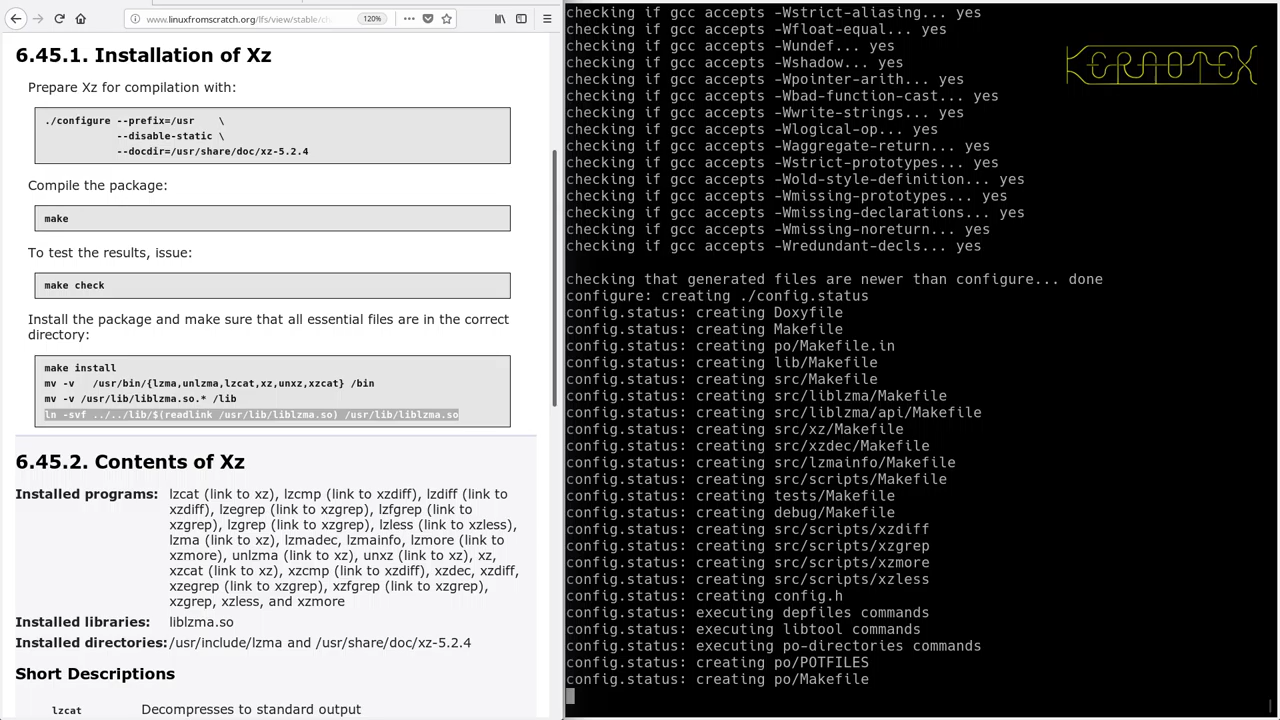 www.linuxfromscratch.org/lfs/view/stable/ch
120%
6.45.1. Installation of Xz
Prepare Xz for compilation with:
./configure --prefix=/usr    \
--disable-static \
--docdir=/usr/share/doc/xz-5.2.4
Compile the package:
make
To test the results, issue:
make check
Install the package and make sure that all essential files are in the correct
directory:
make install
mv -v   /usr/bin/{lzma,unlzma,lzcat,xz,unxz,xzcat} /bin
mv -v /usr/lib/liblzma.so.* /lib
ln -svf ../../lib/$(readlink /usr/lib/liblzma.so) /usr/lib/liblzma.so
6.45.2. Contents of Xz
Installed programs: lzcat (link to xz), lzcmp (link to xzdiff), lzdiff (link to
xzdiff), lzegrep (link to xzgrep), lzfgrep (link to
xzgrep), lzgrep (link to xzgrep), lzless (link to xzless),
lzma (link to xz), lzmadec, lzmainfo, lzmore (link to
xzmore), unlzma (link to xz), unxz (link to xz), xz,
xzcat (link to xz), xzcmp (link to xzdiff), xzdec, xzdiff,
xzegrep (link to xzgrep), xzfgrep (link to xzgrep),
xzgrep, xzless, and xzmore
Installed libraries: liblzma.so
Installed directories: /usr/include/lzma and /usr/share/doc/xz-5.2.4
Short Descriptions
lzcat Decompresses to standard output
checking if gcc accepts -Wstrict-aliasing... yes
checking if gcc accepts -Wfloat-equal... yes
checking if gcc accepts -Wundef... yes
checking if gcc accepts -Wshadow... yes
checking if gcc accepts -Wpointer-arith... yes
checking if gcc accepts -Wbad-function-cast... yes
checking if gcc accepts -Wwrite-strings... yes
checking if gcc accepts -Wlogical-op... yes
checking if gcc accepts -Waggregate-return... yes
checking if gcc accepts -Wstrict-prototypes... yes
checking if gcc accepts -Wold-style-definition... yes
checking if gcc accepts -Wmissing-prototypes... yes
checking if gcc accepts -Wmissing-declarations... yes
checking if gcc accepts -Wmissing-noreturn... yes
checking if gcc accepts -Wredundant-decls... yes
checking that generated files are newer than configure... done
configure: creating ./config.status
config.status: creating Doxyfile
config.status: creating Makefile
config.status: creating po/Makefile.in
config.status: creating lib/Makefile
config.status: creating src/Makefile
config.status: creating src/liblzma/Makefile
config.status: creating src/liblzma/api/Makefile
config.status: creating src/xz/Makefile
config.status: creating src/xzdec/Makefile
config.status: creating src/lzmainfo/Makefile
config.status: creating src/scripts/Makefile
config.status: creating tests/Makefile
config.status: creating debug/Makefile
config.status: creating src/scripts/xzdiff
config.status: creating src/scripts/xzgrep
config.status: creating src/scripts/xzmore
config.status: creating src/scripts/xzless
config.status: creating config.h
config.status: executing depfiles commands
config.status: executing libtool commands
config.status: executing po-directories commands
config.status: creating po/POTFILES
config.status: creating po/Makefile